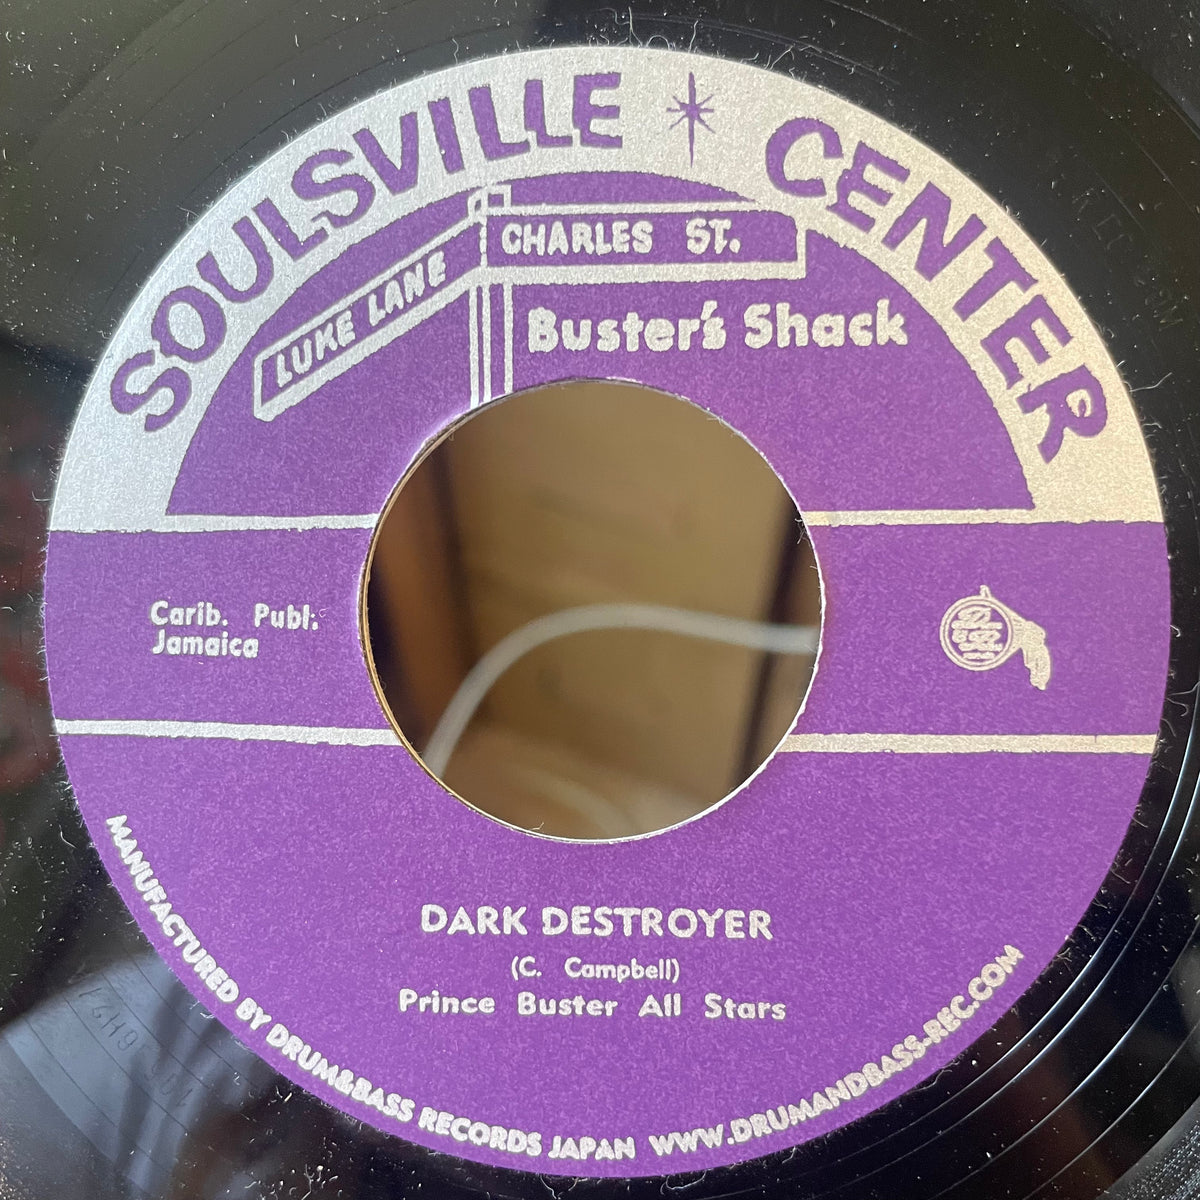 SOULSVILLE CENTER
CHARLES ST.
LUKE LANE
Buster's Shack
Carib. Publ:
Jamaica
DARK DESTROYER
(C. Campbell)
Prince Buster All Stars
MANUFACTURED BY DRUM&BASS RECORDS JAPAN WWW.DRUMANDBASS-REC.COM